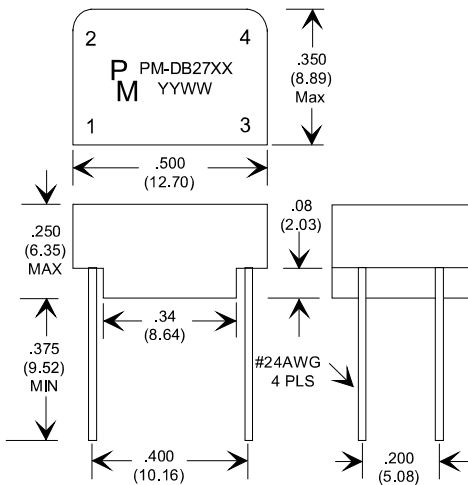 2 4
P M PM-DB27XX
YYWW
1 3
.350
(8.89)
Max
.500
(12.70)
.250
(6.35)
MAX
.08
(2.03)
.34
(8.64)
.375
(9.52)
MIN
#24AWG
4 PLS
.400
(10.16)
.200
(5.08)